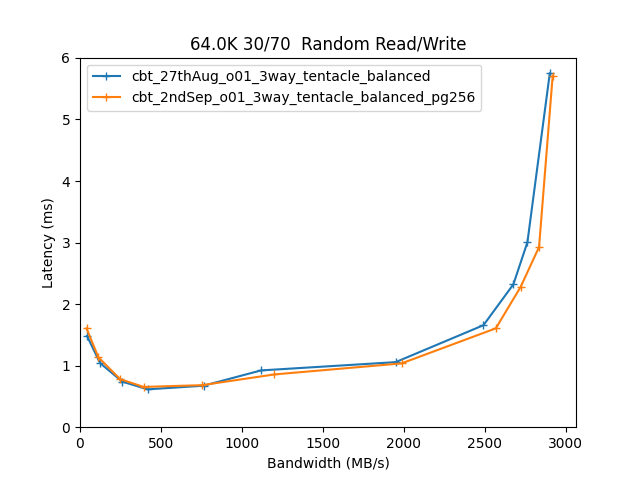 64.0K 30/70  Random Read/Write
cbt_27thAug_o01_3way_tentacle_balanced
cbt_2ndSep_o01_3way_tentacle_balanced_pg256
Latency (ms)
6
5
4
3
2
1
0
0 500 1000 1500 2000 2500 3000
Bandwidth (MB/s)